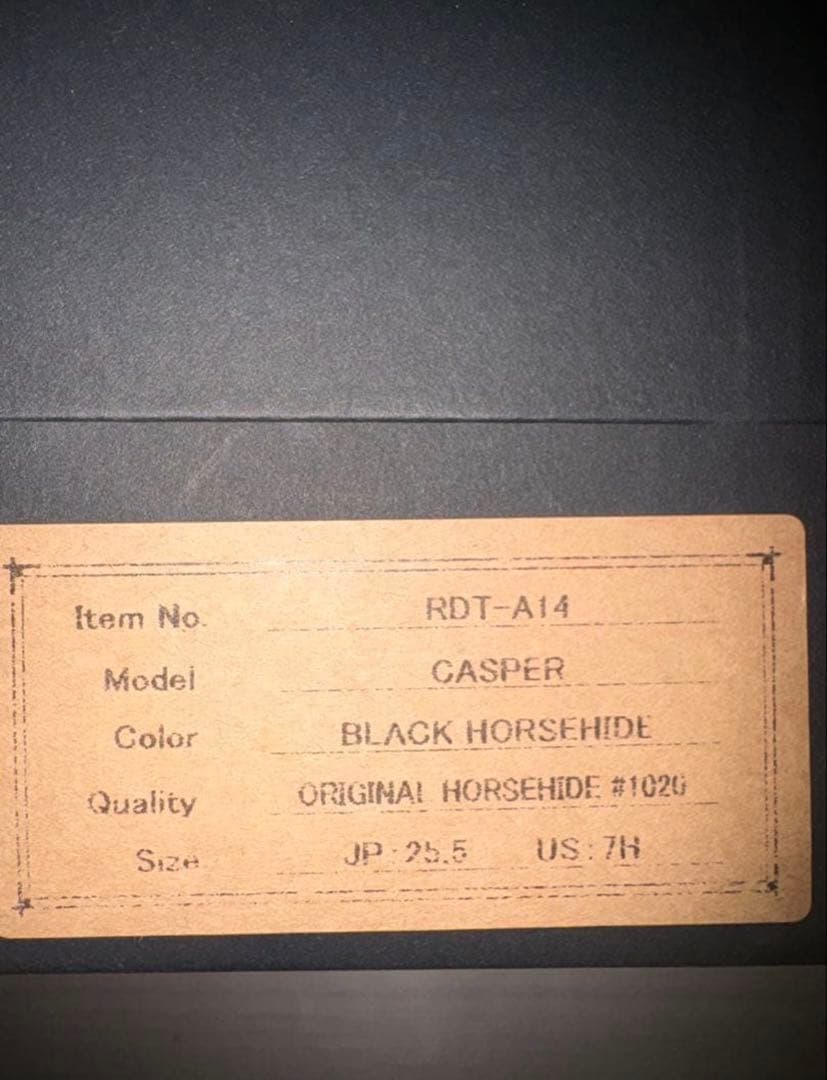 Item No. RDT-A14
Model CASPER
Color BLACK HORSEHIDE
Quality ORIGINAL HORSEHIDE #1020
Size JP : 25.5 US : 7H